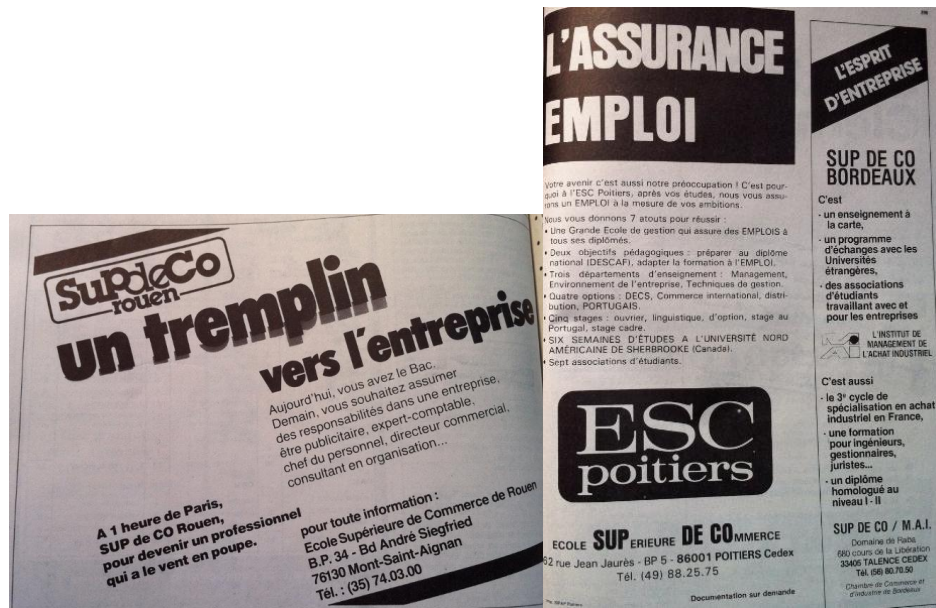 SupdeCo
rouen
un tremplin
vers l'entreprise
Aujourd'hui, vous avez le Bac.
Demain, vous souhaitez assumer
des responsabilités dans une entreprise,
être publicitaire, expert-comptable,
chef du personnel, directeur commercial,
consultant en organisation...
A 1 heure de Paris,
SUP de CO Rouen,
pour devenir un professionnel
qui a le vent en poupe.
pour toute information :
Ecole Supérieure de Commerce de Rouen
B.P. 34 - Bd André Siegfried
76130 Mont-Saint-Aignan
Tél. : (35) 74.03.00
L'ASSURANCE
EMPLOI
Votre avenir c'est aussi notre préoccupation ! C'est pour-
quoi à l'ESC Poitiers, après vos études, nous vous assu-
rons un EMPLOI à la mesure de vos ambitions.
Nous vous donnons 7 atouts pour réussir :
• Une Grande Ecole de gestion qui assure des EMPLOIS à
tous ses diplômés.
• Deux objectifs pédagogiques : préparer au diplôme
national (DESCAF), adapter la formation à l'EMPLOI.
• Trois départements d'enseignement : Management,
Environnement de l'entreprise, Techniques de gestion.
• Quatre options : DECS, Commerce international, distri-
bution, PORTUGAIS.
• Cinq stages : ouvrier, linguistique, d'option, stage au
Portugal, stage cadre.
• SIX SEMAINES D'ÉTUDES A L'UNIVERSITÉ NORD
AMÉRICAINE DE SHERBROOKE (Canada).
• Sept associations d'étudiants.
ESC
poitiers
ECOLE SUPERIEURE DE COMMERCE
82 rue Jean Jaurès - BP 5 - 86001 POITIERS Cedex
Tél. (49) 88.25.75
Documentation sur demande
L'ESPRIT
D'ENTREPRISE
SUP DE CO
BORDEAUX
C'est
- un enseignement à
la carte,
- un programme
d'échanges avec les
Universités
étrangères,
- des associations
d'étudiants
travaillant avec et
pour les entreprises
L'INSTITUT DE
MANAGEMENT DE
L'ACHAT INDUSTRIEL
C'est aussi
- le 3e cycle de
spécialisation en achat
industriel en France,
- une formation
pour ingénieurs,
gestionnaires,
juristes...
- un diplôme
homologué au
niveau I - II
SUP DE CO / M.A.I.
Domaine de Raba
680 cours de la Libération
33405 TALENCE CEDEX
Tél. (56) 80.70.50
Chambre de Commerce et
d'Industrie de Bordeaux